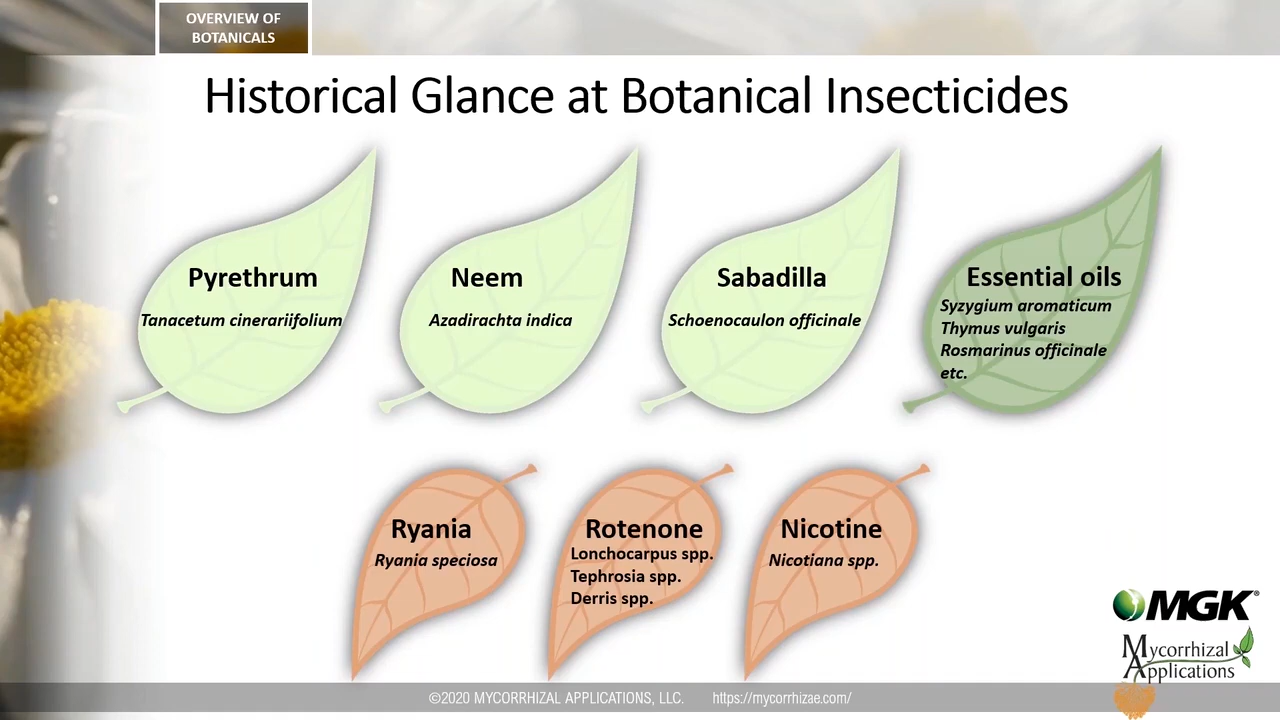 OVERVIEW OF
BOTANICALS
Historical Glance at Botanical Insecticides
Pyrethrum
Tanacetum cinerariifolium
Neem
Azadirachta indica
Sabadilla
Schoenocaulon officinale
Essential oils
Syzygium aromaticum
Thymus vulgaris
Rosmarinus officinale
etc.
Ryania
Ryania speciosa
Rotenone
Lonchocarpus spp.
Tephrosia spp.
Derris spp.
Nicotine
Nicotiana spp.
MGK®
Mycorrhizal
Applications
©2020 MYCORRHIZAL APPLICATIONS, LLC. https://mycorrhizae.com/